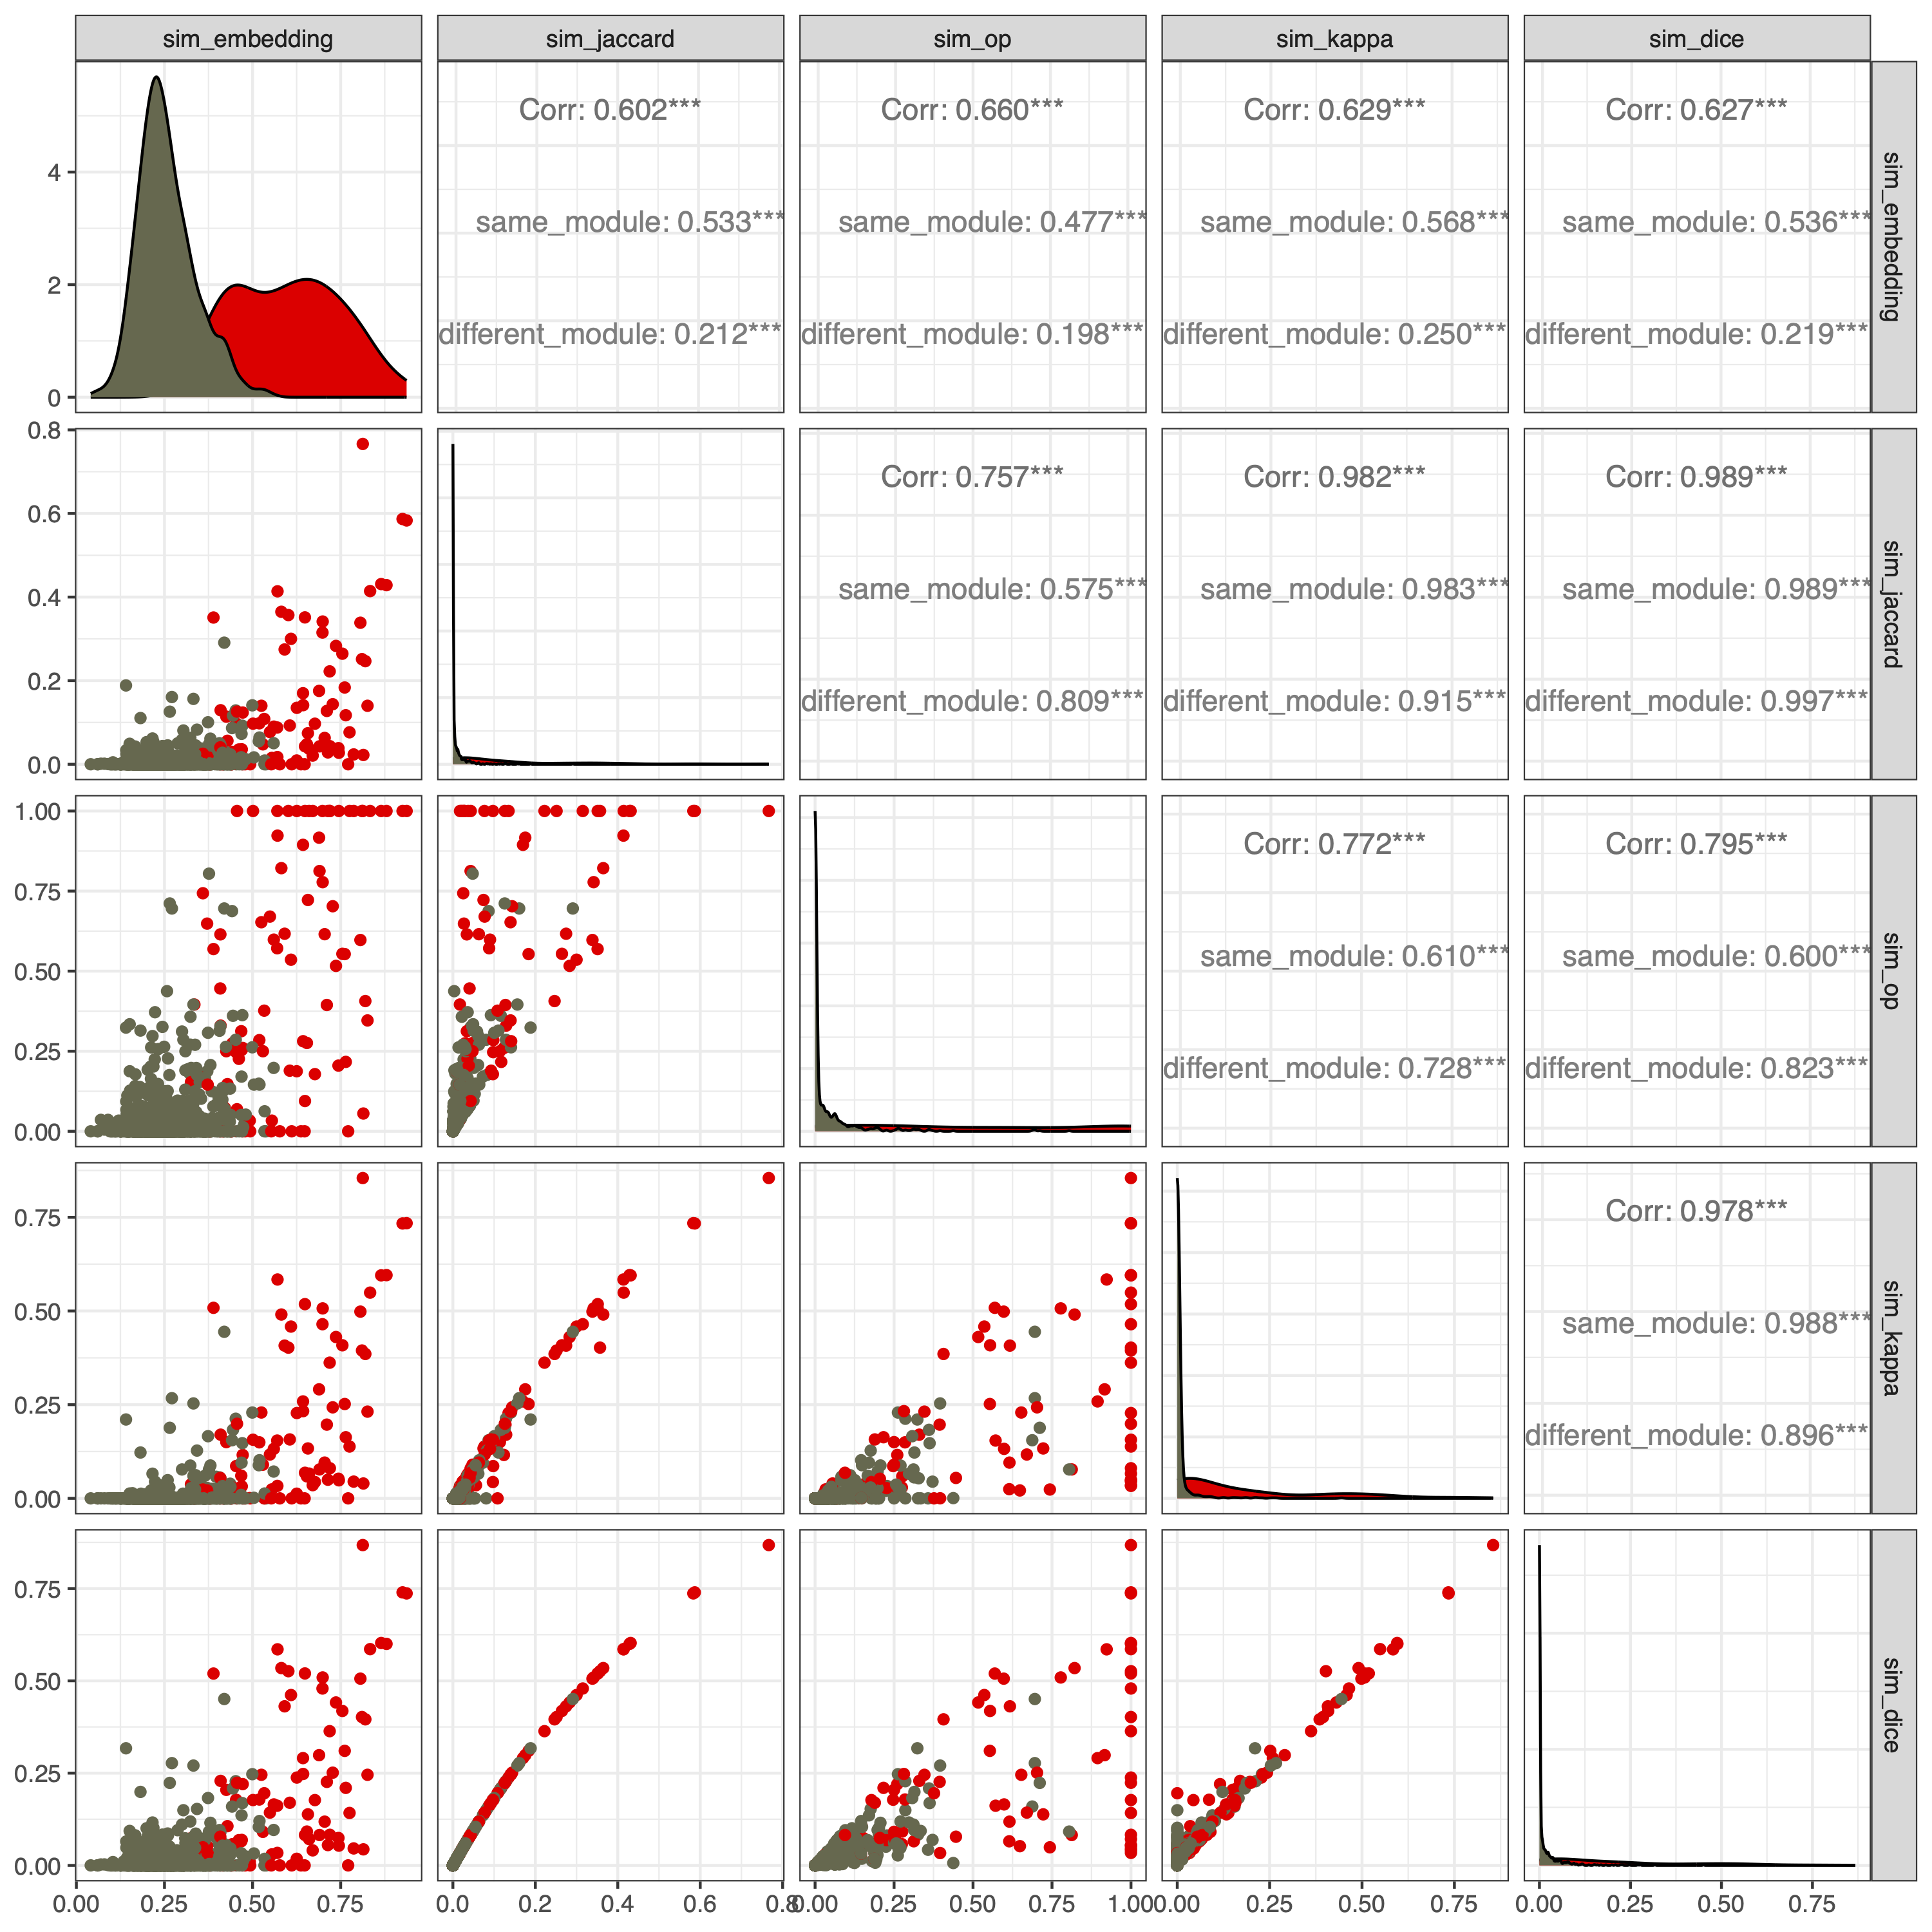 sim_embedding sim_jaccard sim_op sim_kappa sim_dice
Corr: 0.602*** Corr: 0.660*** Corr: 0.629*** Corr: 0.627***
4
same_module: 0.533*** same_module: 0.477*** same_module: 0.568*** same_module: 0.536***
sim_embedding
2
different_module: 0.212*** different_module: 0.198*** different_module: 0.250*** different_module: 0.219***
0
0.8
Corr: 0.757*** Corr: 0.982*** Corr: 0.989***
0.6
same_module: 0.575*** same_module: 0.983*** same_module: 0.989***
0.4
sim_jaccard
0.2
different_module: 0.809*** different_module: 0.915*** different_module: 0.997***
0.0
1.00
Corr: 0.772*** Corr: 0.795***
0.75
same_module: 0.610*** same_module: 0.600***
0.50
sim_op
0.25
different_module: 0.728*** different_module: 0.823***
0.00
Corr: 0.978***
0.75
0.50
same_module: 0.988***
sim_kappa
0.25
different_module: 0.896***
0.00
0.75
0.50
sim_dice
0.25
0.00
0.00 0.25 0.50 0.75 0.0 0.2 0.4 0.6 0.8 0.00 0.25 0.50 0.75 1.00 0.00 0.25 0.50 0.75 0.00 0.25 0.50 0.75